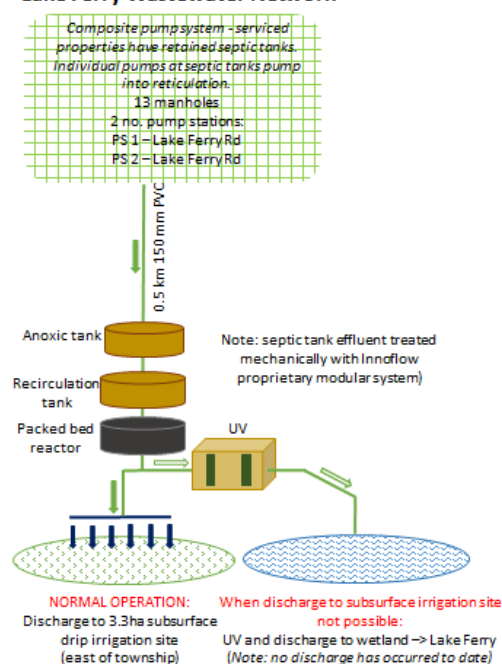 Lake Ferry Wastewater Network
Composite pump system - serviced
properties have retained septic tanks.
Individual pumps at septic tanks pump
into reticulation.
13 manholes
2 no. pump stations:
PS 1 – Lake Ferry Rd
PS 2 – Lake Ferry Rd
0.5 km 150 mm PVC
Anoxic tank
Note: septic tank effluent treated
mechanically with Innoflow
proprietary modular system)
Recirculation
tank
Packed bed
reactor
UV
NORMAL OPERATION:
Discharge to 3.3ha subsurface
drip irrigation site
(east of township)
When discharge to subsurface irrigation site
not possible:
UV and discharge to wetland –> Lake Ferry
(Note: no discharge has occurred to date)